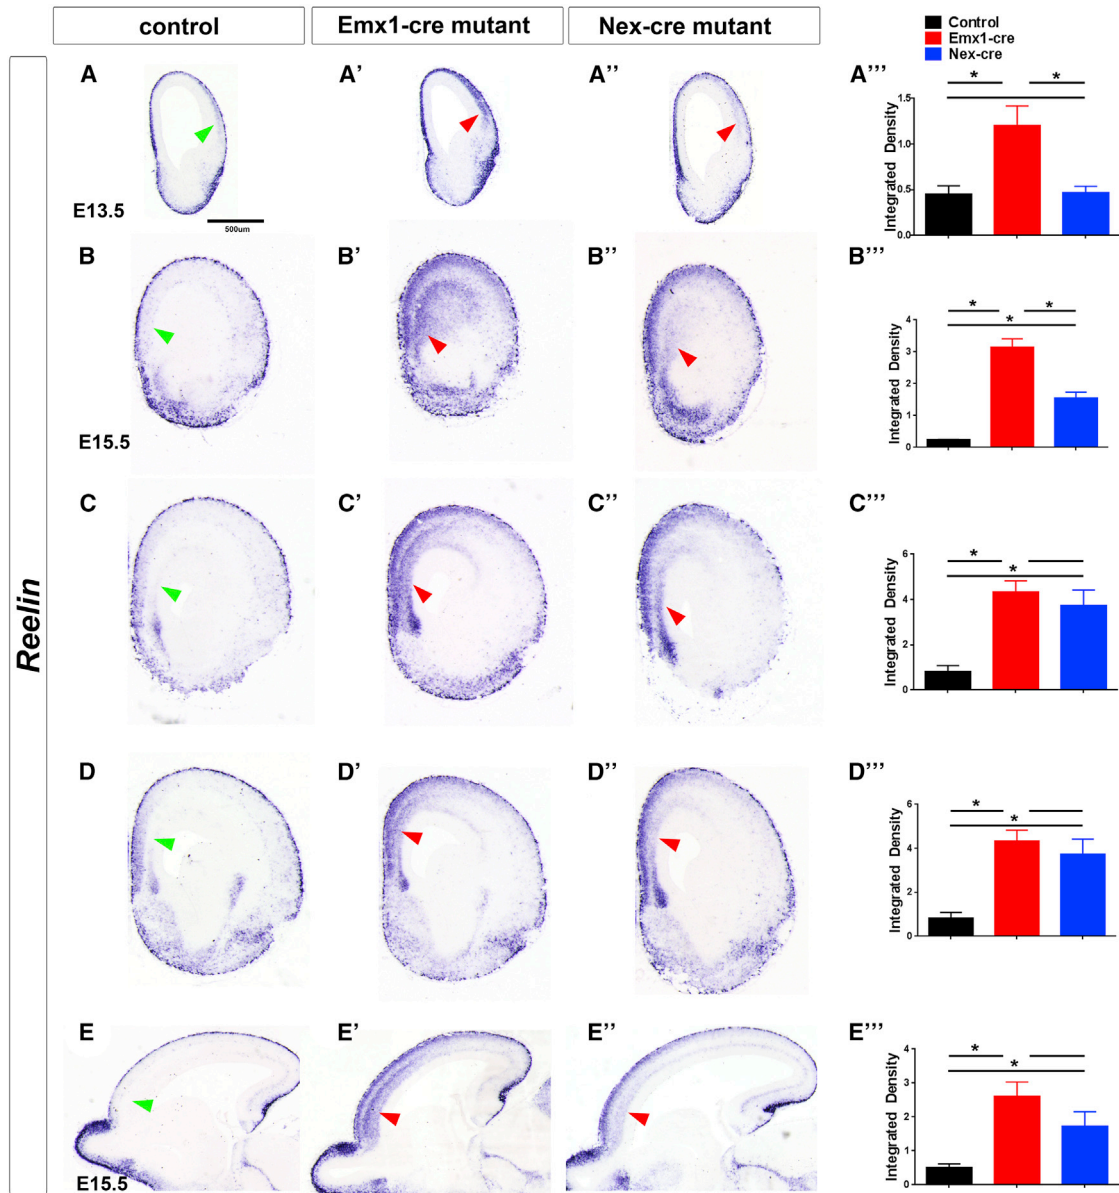 control
Emx1-cre mutant
Nex-cre mutant
Control
Emx1-cre
Nex-cre
Reelin
A
A'
A''
A'''
E13.5
500um
* *
Integrated Density
1.5
1.0
0.5
0.0
B
B'
B''
B'''
E15.5
* *
*
Integrated Density
4
3
2
1
0
C
C'
C''
C'''
*
*
Integrated Density
6
4
2
0
D
D'
D''
D'''
*
*
Integrated Density
6
4
2
0
E
E'
E''
E'''
E15.5
*
*
Integrated Density
4
3
2
1
0